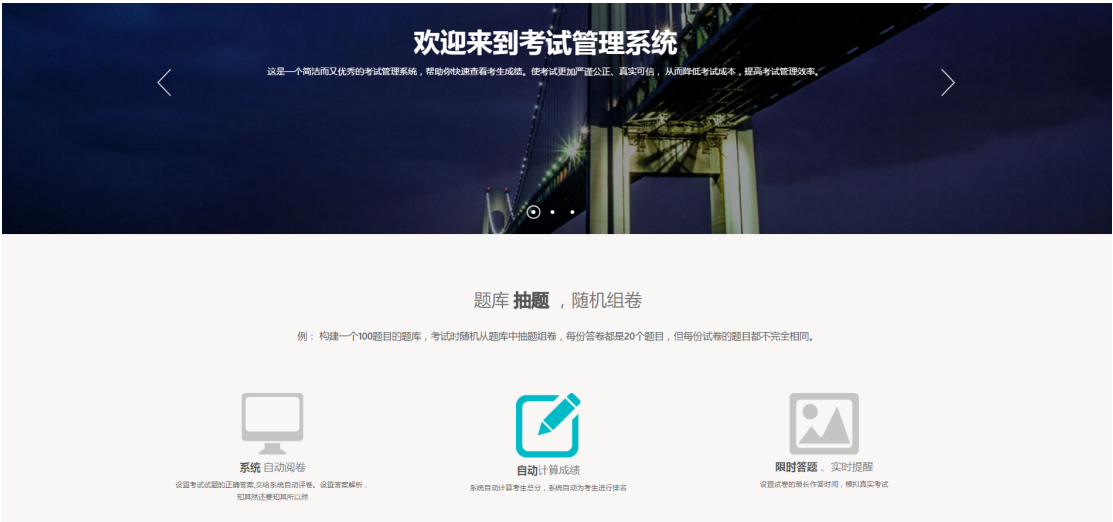 欢迎来到考试管理系统
这是一个简洁而又优秀的考试管理系统，帮助你快速查看考生成绩。使考试更加严谨公正、真实可信， 从而降低考试成本，提高考试管理效率。
题库 抽题 ，随机组卷
例： 构建一个100题目的题库，考试时随机从题库中抽题组卷，每份答卷都是20个题目，但每份试卷的题目都不完全相同。
系统 自动阅卷
设置考试试题的正确答案,交给系统自动评卷。设置答案解析，
知其然还要知其所以然
自动计算成绩
系统自动计算考生总分，系统自动为考生进行排名
限时答题 、实时提醒
设置试卷的最长作答时间，模拟真实考试